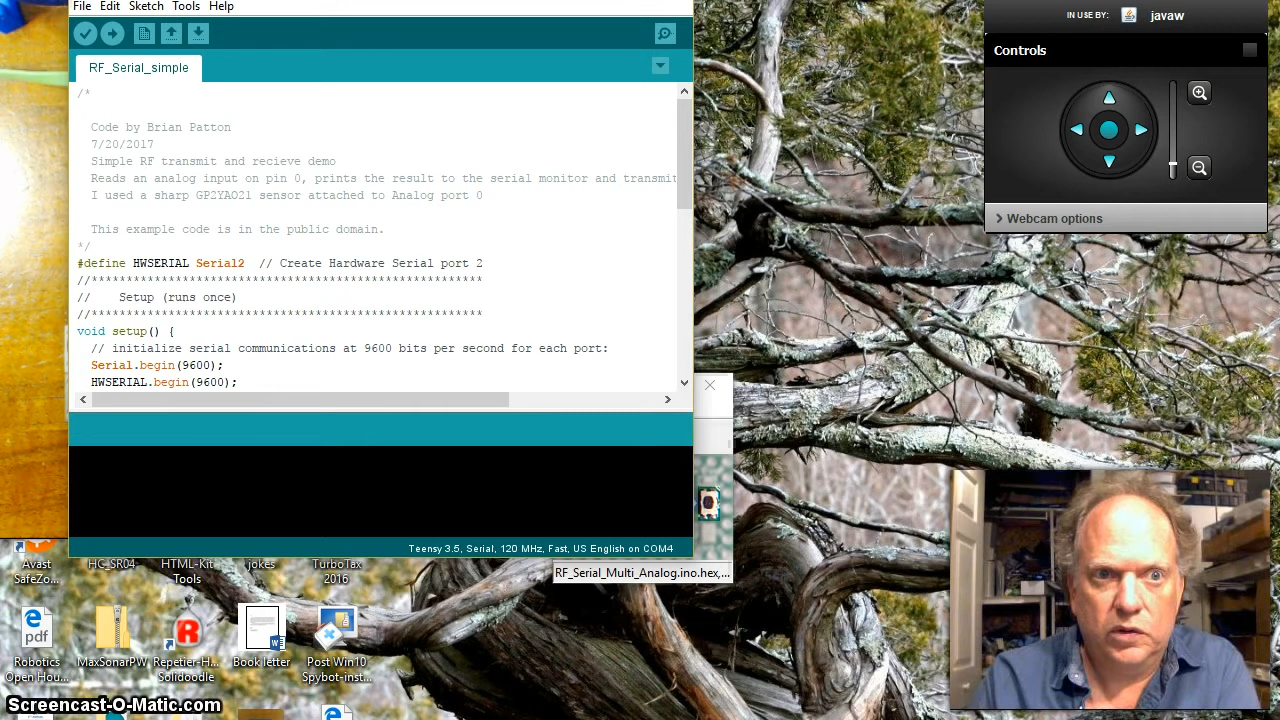 File Edit Sketch Tools Help
RF_Serial_simple
/*
Code by Brian Patton
7/20/2017
Simple RF transmit and recieve demo
Reads an analog input on pin 0, prints the result to the serial monitor and transmit
I used a sharp GP2YA021 sensor attached to Analog port 0
This example code is in the public domain.
*/
#define HWSERIAL Serial2 // Create Hardware Serial port 2
//********************************************************
// Setup (runs once)
//********************************************************
void setup() {
// initialize serial communications at 9600 bits per second for each port:
Serial.begin(9600);
HWSERIAL.begin(9600);
Teensy 3.5, Serial, 120 MHz, Fast, US English on COM4
RF_Serial_Multi_Analog.ino.hex,...
IN USE BY: javaw
Controls
Webcam options
Avast SafeZo...
HC_SR04
HTML-Kit Tools
jokes
TurboTax 2016
pdf
Robotics Open Hou...
MaxSonarPW
R
Repetier-H... Solidoodle
Book letter
Post Win10 Spybot-inst...
Screencast-O-Matic.com